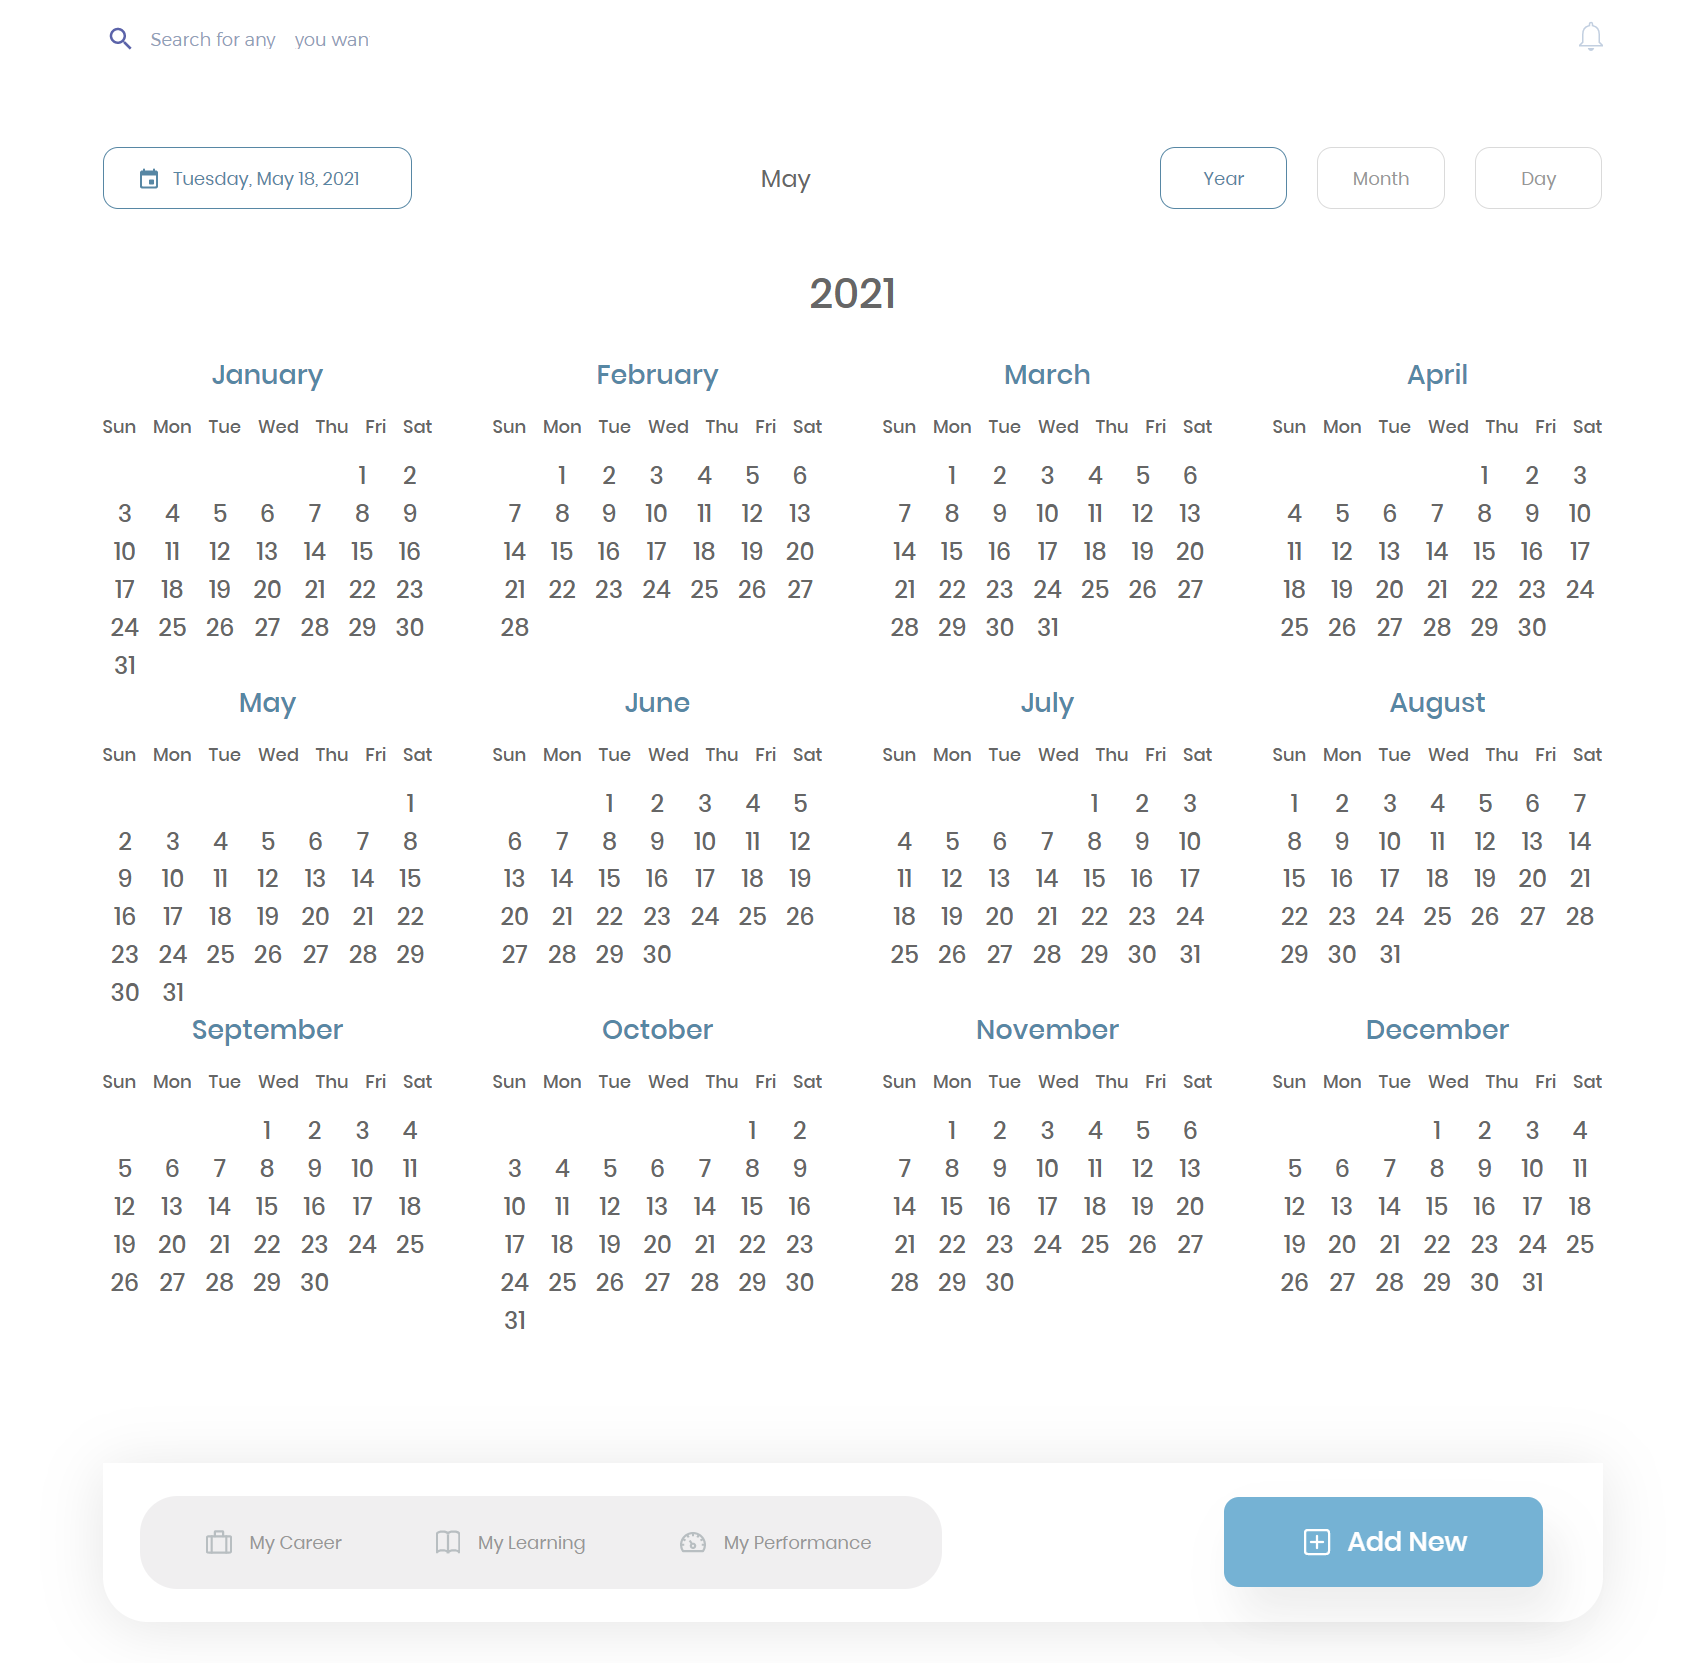 Search for any you wan
Tuesday, May 18, 2021
May
Year Month Day
2021
January February March April
Sun Mon Tue Wed Thu Fri Sat Sun Mon Tue Wed Thu Fri Sat Sun Mon Tue Wed Thu Fri Sat Sun Mon Tue Wed Thu Fri Sat
1 2 1 2 3 4 5 6 1 2 3 4 5 6 1 2 3
3 4 5 6 7 8 9 7 8 9 10 11 12 13 7 8 9 10 11 12 13 4 5 6 7 8 9 10
10 11 12 13 14 15 16 14 15 16 17 18 19 20 14 15 16 17 18 19 20 11 12 13 14 15 16 17
17 18 19 20 21 22 23 21 22 23 24 25 26 27 21 22 23 24 25 26 27 18 19 20 21 22 23 24
24 25 26 27 28 29 30 28 28 29 30 31 25 26 27 28 29 30
31
May June July August
Sun Mon Tue Wed Thu Fri Sat Sun Mon Tue Wed Thu Fri Sat Sun Mon Tue Wed Thu Fri Sat Sun Mon Tue Wed Thu Fri Sat
1 1 2 3 4 5 1 2 3 1 2 3 4 5 6 7
2 3 4 5 6 7 8 6 7 8 9 10 11 12 4 5 6 7 8 9 10 8 9 10 11 12 13 14
9 10 11 12 13 14 15 13 14 15 16 17 18 19 11 12 13 14 15 16 17 15 16 17 18 19 20 21
16 17 18 19 20 21 22 20 21 22 23 24 25 26 18 19 20 21 22 23 24 22 23 24 25 26 27 28
23 24 25 26 27 28 29 27 28 29 30 25 26 27 28 29 30 31 29 30 31
30 31
September October November December
Sun Mon Tue Wed Thu Fri Sat Sun Mon Tue Wed Thu Fri Sat Sun Mon Tue Wed Thu Fri Sat Sun Mon Tue Wed Thu Fri Sat
1 2 3 4 1 2 1 2 3 4 5 6 1 2 3 4
5 6 7 8 9 10 11 3 4 5 6 7 8 9 7 8 9 10 11 12 13 5 6 7 8 9 10 11
12 13 14 15 16 17 18 10 11 12 13 14 15 16 14 15 16 17 18 19 20 12 13 14 15 16 17 18
19 20 21 22 23 24 25 17 18 19 20 21 22 23 21 22 23 24 25 26 27 19 20 21 22 23 24 25
26 27 28 29 30 24 25 26 27 28 29 30 28 29 30 26 27 28 29 30 31
31
My Career My Learning My Performance
Add New